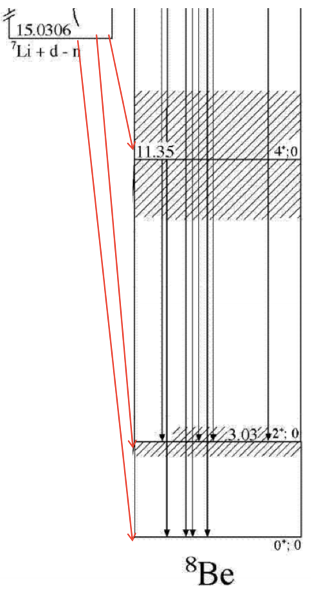 15.0306
⁷Li + d - n
11.35 4⁺;0
3.03 2⁺; 0
0⁺; 0
⁸Be